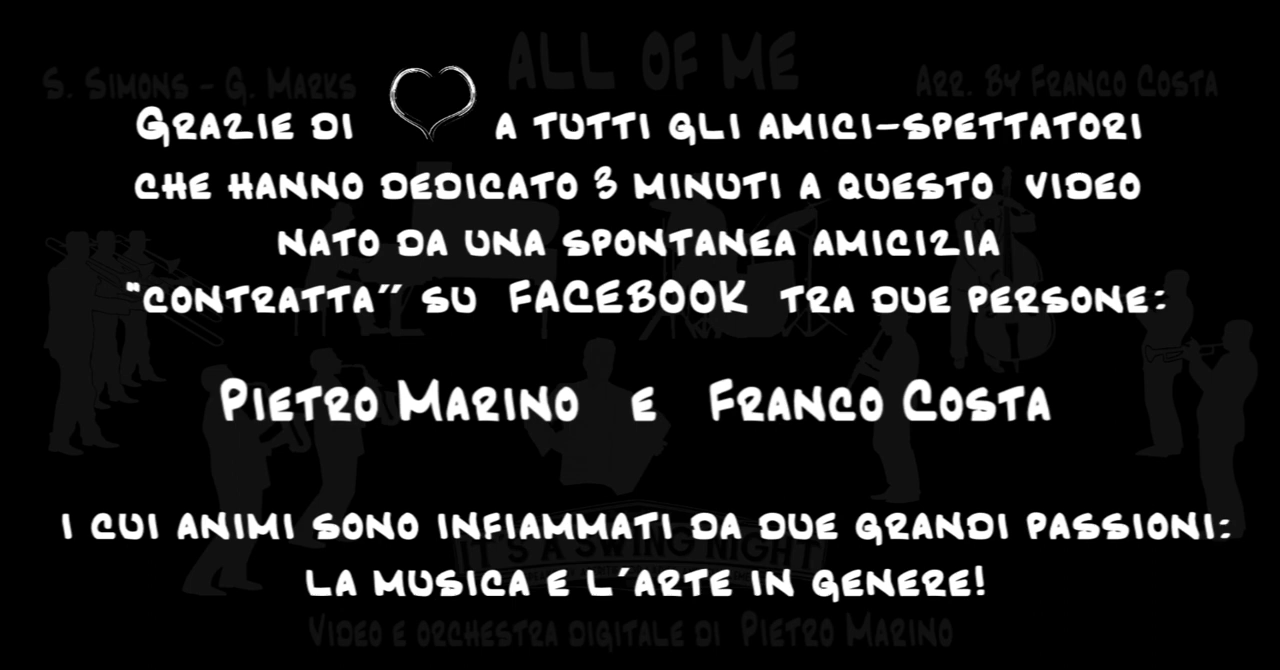 ALL OF ME
S. Simons - G. Marks
Arr. By Franco Costa
Grazie di a tutti gli amici-spettatori
che hanno dedicato 3 minuti a questo video
nato da una spontanea amicizia
"contratta" su FACEBOOK tra due persone:
Pietro Marino e Franco Costa
i cui animi sono infiammati da due grandi passioni:
IT'S A SWING NIGHT
la musica e l'arte in genere!
Video e orchestra digitale di Pietro Marino